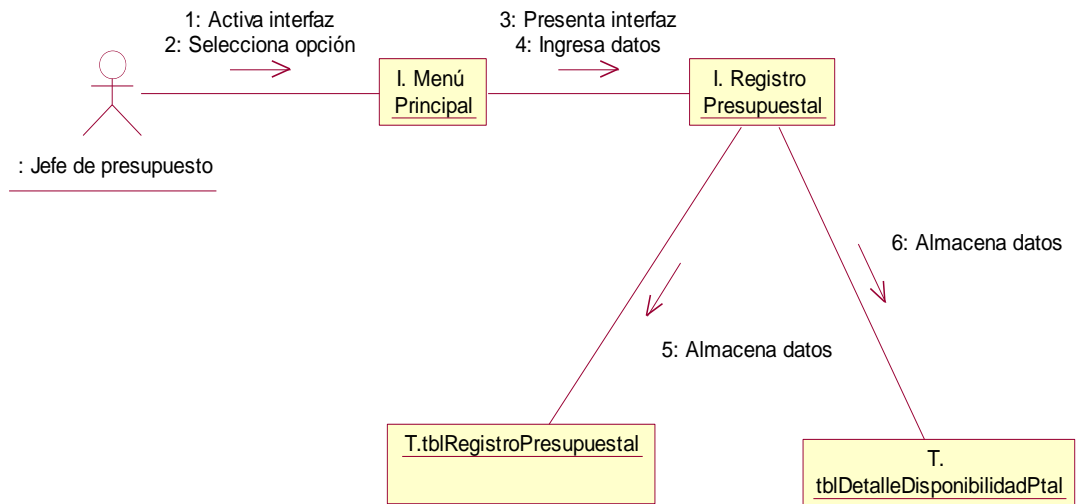 1: Activa interfaz
2: Selecciona opción
3: Presenta interfaz
4: Ingresa datos
I. Menú
Principal
I. Registro
Presupuestal
: Jefe de presupuesto
6: Almacena datos
5: Almacena datos
T.tblRegistroPresupuestal
T.
tblDetalleDisponibilidadPtal